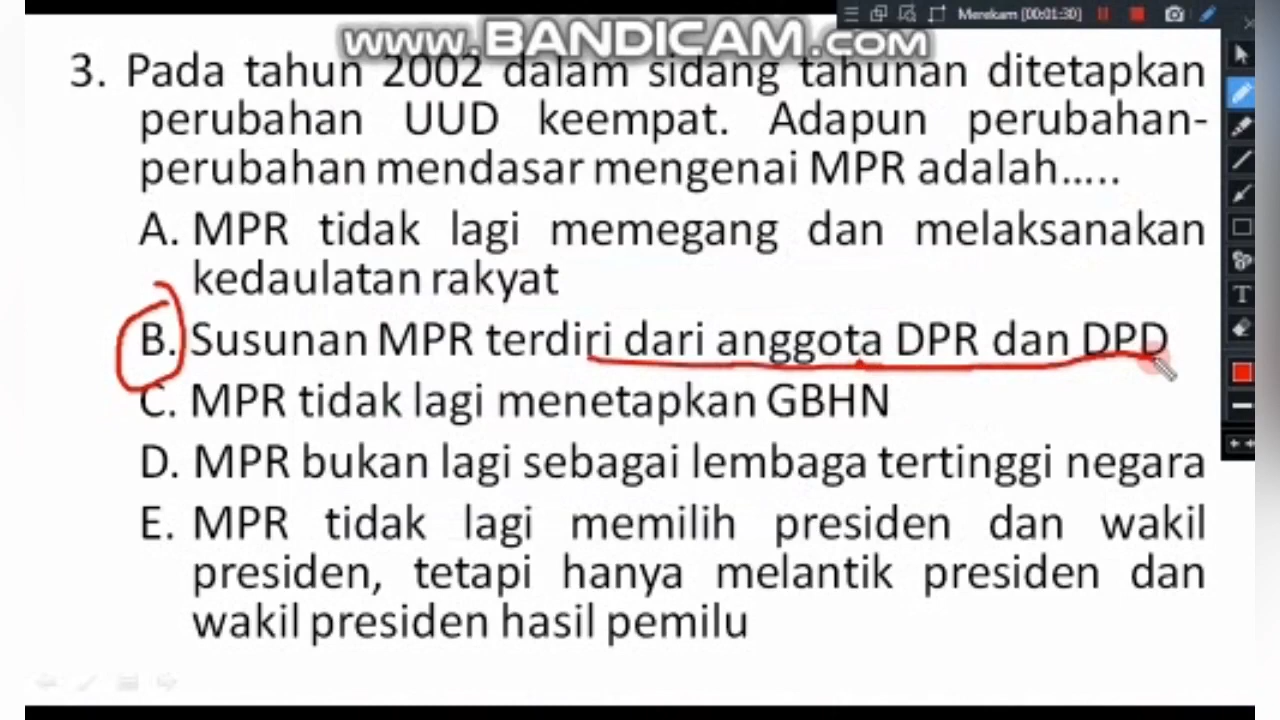 Merekam [00:01:30]
www.BANDICAM.com
3. Pada tahun 2002 dalam sidang tahunan ditetapkan
perubahan UUD keempat. Adapun perubahan-
perubahan mendasar mengenai MPR adalah.....
A. MPR tidak lagi memegang dan melaksanakan
kedaulatan rakyat
B. Susunan MPR terdiri dari anggota DPR dan DPD
C. MPR tidak lagi menetapkan GBHN
D. MPR bukan lagi sebagai lembaga tertinggi negara
E. MPR tidak lagi memilih presiden dan wakil
presiden, tetapi hanya melantik presiden dan
wakil presiden hasil pemilu